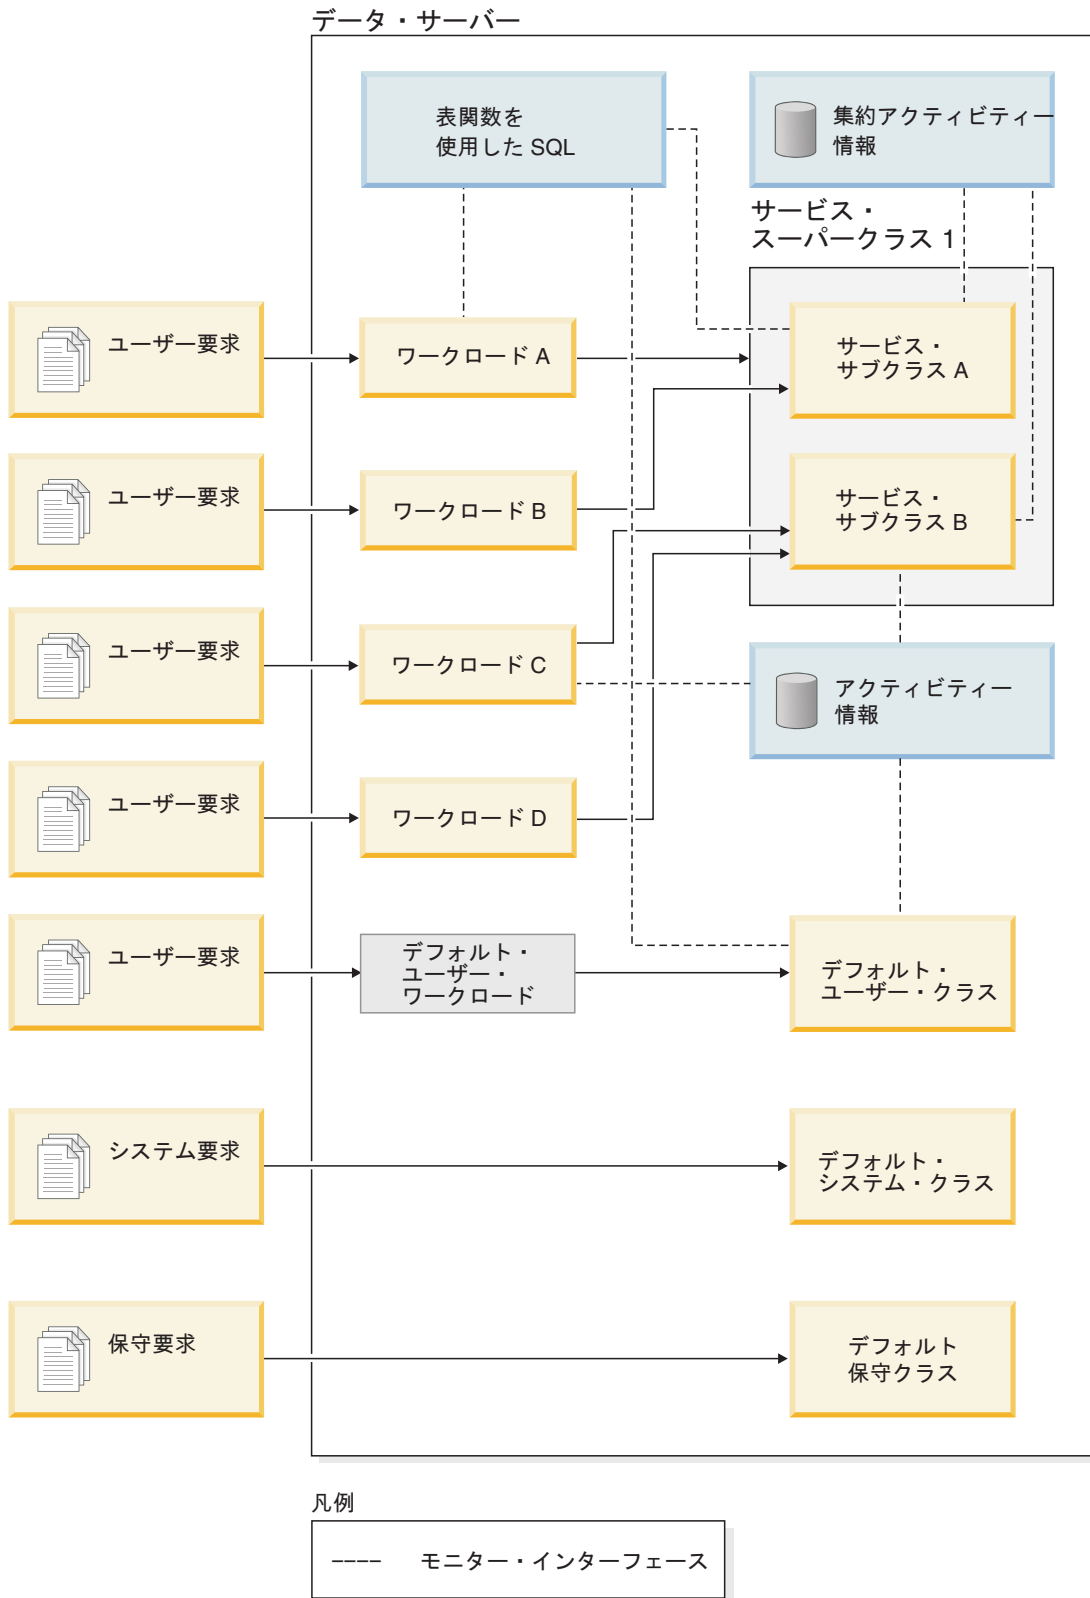 データ・サーバー
表関数を
使用した SQL
集約アクティビティー
情報
サービス・
スーパークラス 1
ユーザー要求
ワークロード A
サービス・
サブクラス A
ユーザー要求
ワークロード B
サービス・
サブクラス B
ユーザー要求
ワークロード C
アクティビティー
情報
ユーザー要求
ワークロード D
ユーザー要求
デフォルト・
ユーザー・
ワークロード
デフォルト・
ユーザー・クラス
システム要求
デフォルト・
システム・クラス
保守要求
デフォルト
保守クラス
凡例
モニター・インターフェース